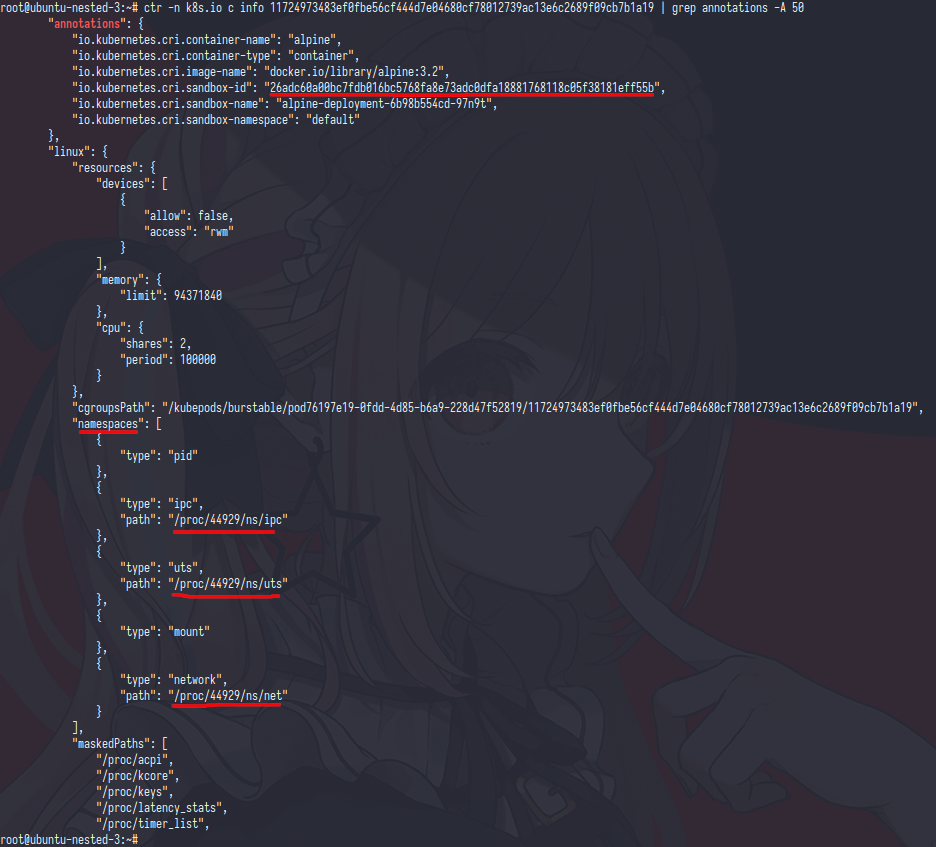 root@ubuntu-nested-3:~# ctr -n k8s.io c info 11724973483ef0fbe56cf444d7e04680cf78012739ac13e6c2689f09cb7b1a19 | grep annotations -A 50
"annotations": {
"io.kubernetes.cri.container-name": "alpine",
"io.kubernetes.cri.container-type": "container",
"io.kubernetes.cri.image-name": "docker.io/library/alpine:3.2",
"io.kubernetes.cri.sandbox-id": "26adc60a00bc7fdb016bc5768fa8e73adc0dfa18881768118c05f38181eff55b",
"io.kubernetes.cri.sandbox-name": "alpine-deployment-6b98b554cd-97n9t",
"io.kubernetes.cri.sandbox-namespace": "default"
},
"linux": {
"resources": {
"devices": [
{
"allow": false,
"access": "rwm"
}
],
"memory": {
"limit": 94371840
},
"cpu": {
"shares": 2,
"period": 100000
}
},
"cgroupsPath": "/kubepods/burstable/pod76197e19-0fdd-4d85-b6a9-228d47f52819/11724973483ef0fbe56cf444d7e04680cf78012739ac13e6c2689f09cb7b1a19",
"namespaces": [
{
"type": "pid"
},
{
"type": "ipc",
"path": "/proc/44929/ns/ipc"
},
{
"type": "uts",
"path": "/proc/44929/ns/uts"
},
{
"type": "mount"
},
{
"type": "network",
"path": "/proc/44929/ns/net"
}
],
"maskedPaths": [
"/proc/acpi",
"/proc/kcore",
"/proc/keys",
"/proc/latency_stats",
"/proc/timer_list",
root@ubuntu-nested-3:~#